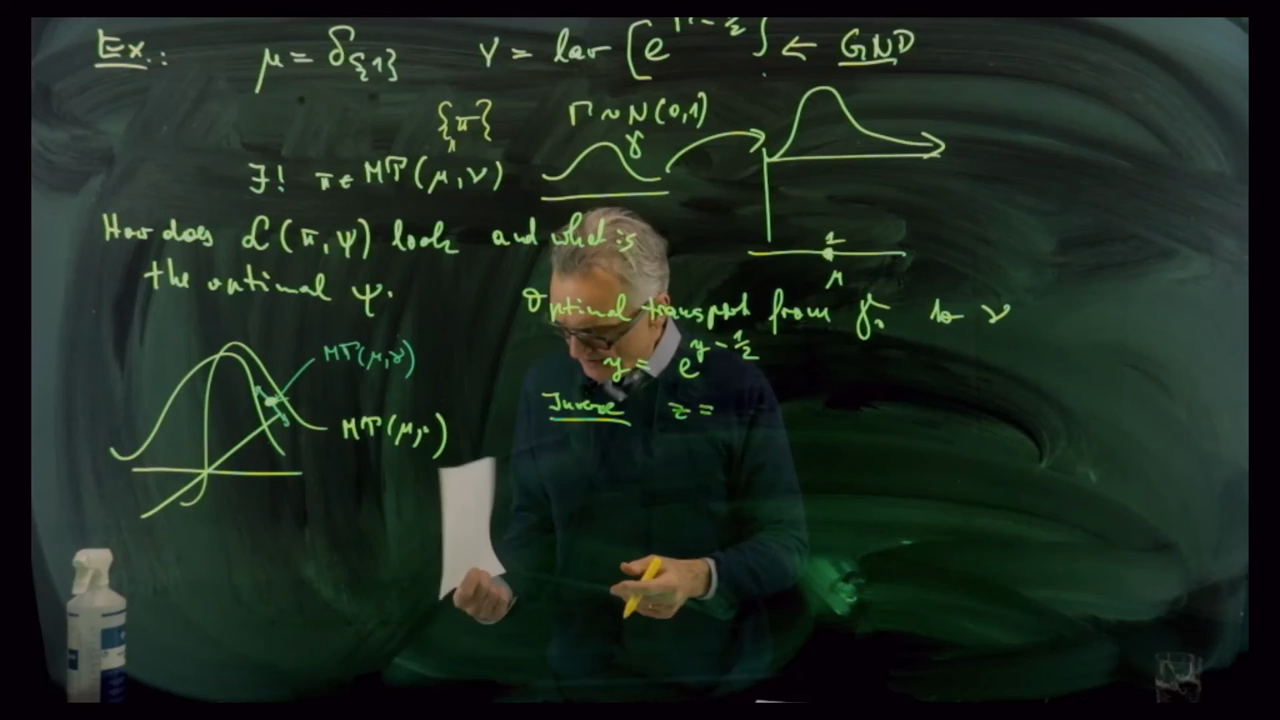 Ex.: μ = δ{1} ν = law [e^{Γ - 1/2}] ← GND
{π} Γ ~ N(0,1)
γ
∃! π ∈ MT(μ,ν)
How does L(π,ψ) look and what is
the optimal ψ.
1
μ
Optimal transport from γ to ν
y = e^{y - 1/2}
Inverse z =
MT(μ,ν)
MT(μ,·)